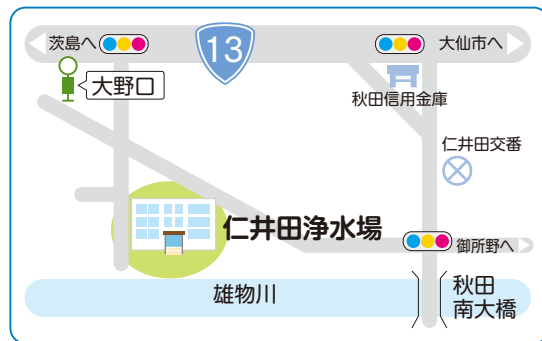 茨島へ
13
大仙市へ
大野口
秋田信用金庫
仁井田交番
仁井田浄水場
御所野へ
雄物川
秋田
南大橋